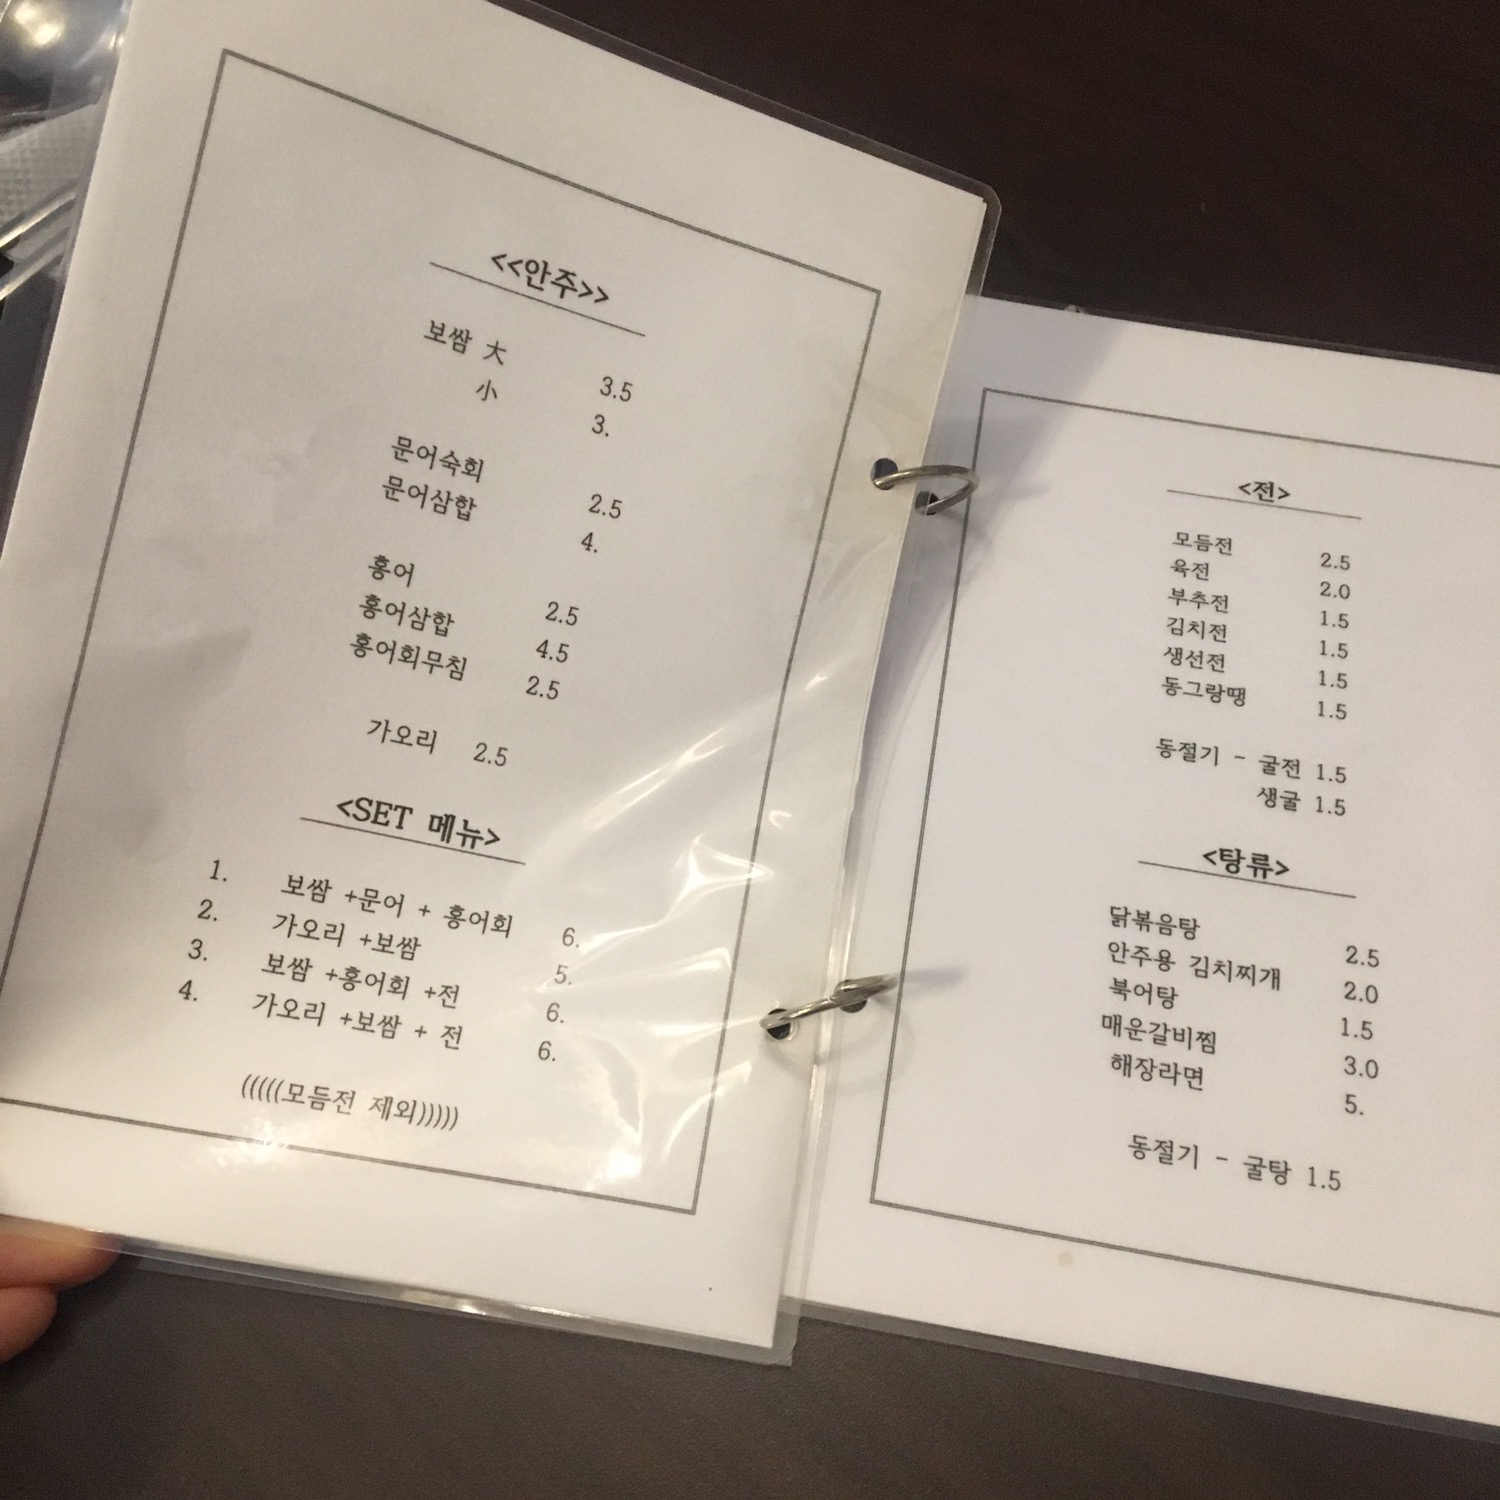 <<안주>>
보쌈 大 3.5
小 3.
문어숙회 2.5
문어삼합 4.
홍어 2.5
홍어삼합 4.5
홍어회무침 2.5
가오리 2.5
<SET 메뉴>
1. 보쌈 +문어 + 홍어회 6.
2. 가오리 +보쌈 5.
3. 보쌈 +홍어회 +전 6.
4. 가오리 +보쌈 + 전 6.
(((((모듬전 제외)))))
<전>
모듬전 2.5
육전 2.0
부추전 1.5
김치전 1.5
생선전 1.5
동그랑땡 1.5
동절기 - 굴전 1.5
생굴 1.5
<탕류>
닭볶음탕 2.5
안주용 김치찌개 2.0
북어탕 1.5
매운갈비찜 3.0
해장라면 5.
동절기 - 굴탕 1.5